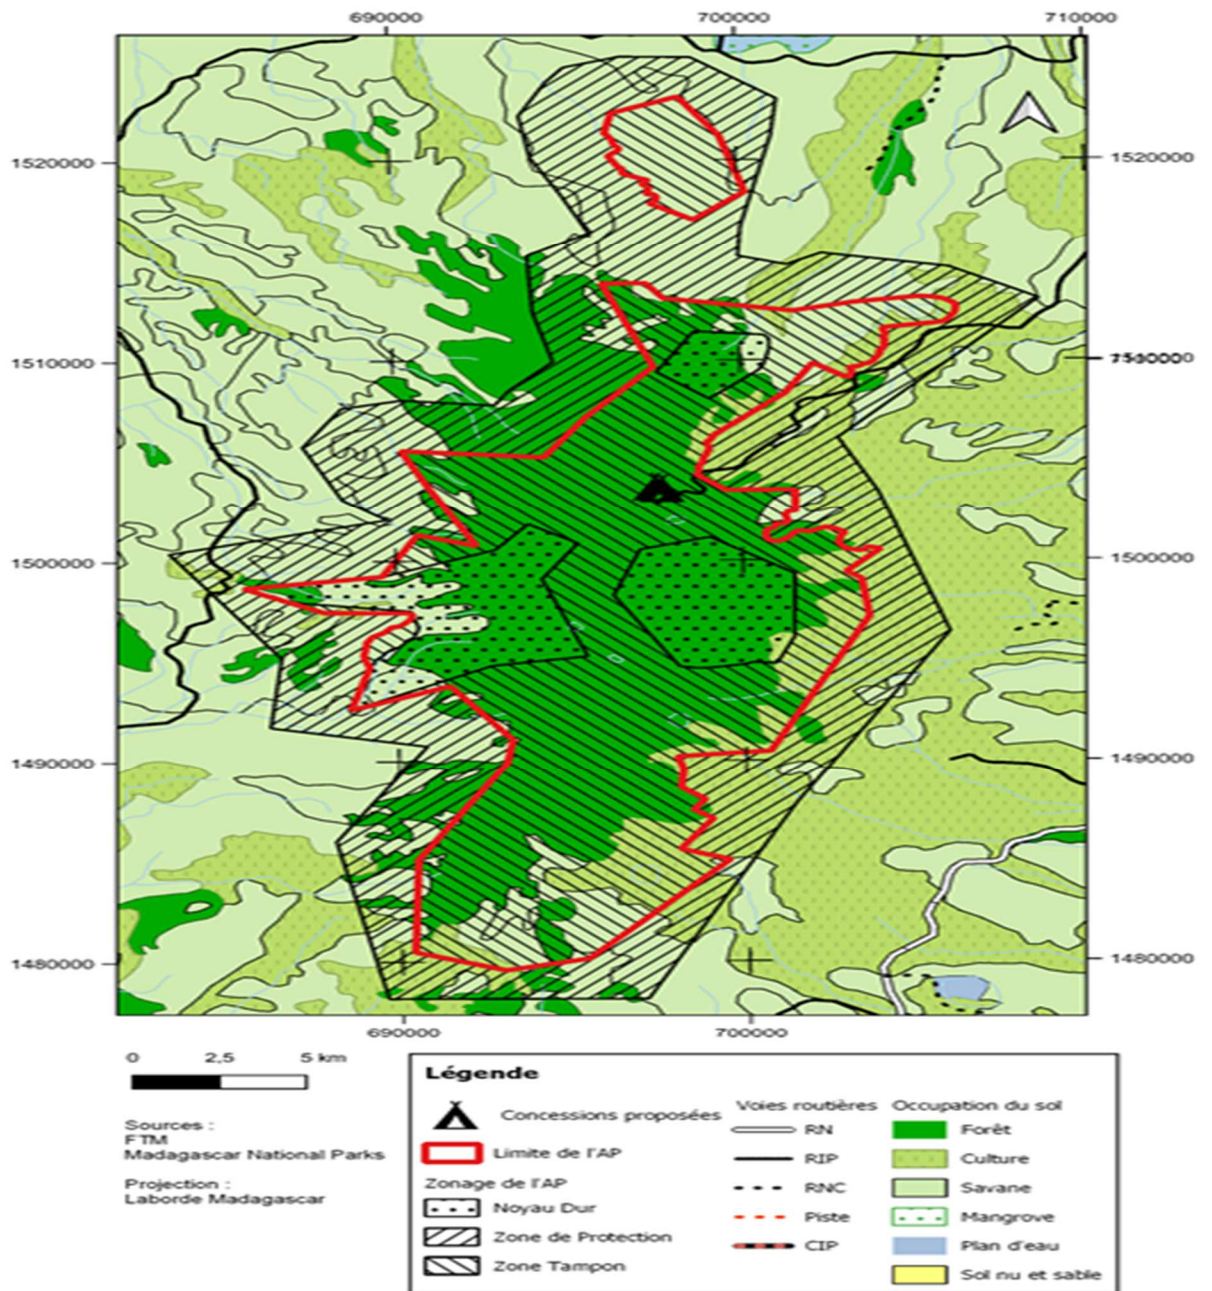 690000 700000 710000
1520000 1520000
1510000
1500000 1500000
1490000 1490000
1480000 1480000
690000 700000
0 2,5 5 km
Sources :
FTM
Madagascar National Parks
Projection :
Laborde Madagascar
Légende
Concessions proposées
Limite de l'AP
Zonage de l'AP
Noyau Dur
Zone de Protection
Zone Tampon
Voies routières
RN
RIP
RNC
Piste
CIP
Occupation du sol
Forêt
Culture
Savane
Mangrove
Plan d'eau
Sol nu et sable